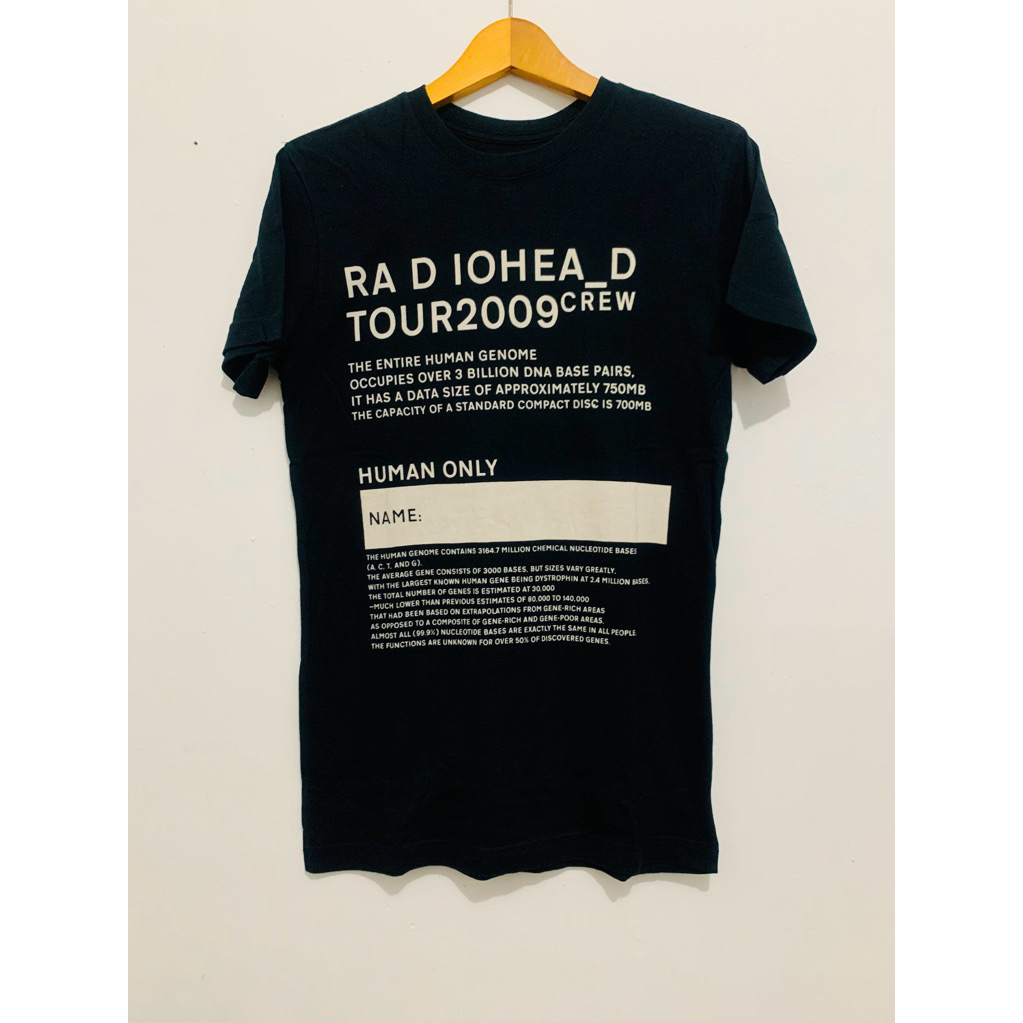 RA D IOHEA_D
TOUR2009CREW
THE ENTIRE HUMAN GENOME
OCCUPIES OVER 3 BILLION DNA BASE PAIRS,
IT HAS A DATA SIZE OF APPROXIMATELY 750MB
THE CAPACITY OF A STANDARD COMPACT DISC IS 700MB
HUMAN ONLY
NAME:
THE HUMAN GENOME CONTAINS 3164.7 MILLION CHEMICAL NUCLEOTIDE BASES
(A, C, T, AND G).
THE AVERAGE GENE CONSISTS OF 3000 BASES, BUT SIZES VARY GREATLY,
WITH THE LARGEST KNOWN HUMAN GENE BEING DYSTROPHIN AT 2.4 MILLION BASES.
THE TOTAL NUMBER OF GENES IS ESTIMATED AT 30,000
—MUCH LOWER THAN PREVIOUS ESTIMATES OF 80,000 TO 140,000
THAT HAD BEEN BASED ON EXTRAPOLATIONS FROM GENE-RICH AREAS
AS OPPOSED TO A COMPOSITE OF GENE-RICH AND GENE-POOR AREAS.
ALMOST ALL (99.9%) NUCLEOTIDE BASES ARE EXACTLY THE SAME IN ALL PEOPLE.
THE FUNCTIONS ARE UNKNOWN FOR OVER 50% OF DISCOVERED GENES.